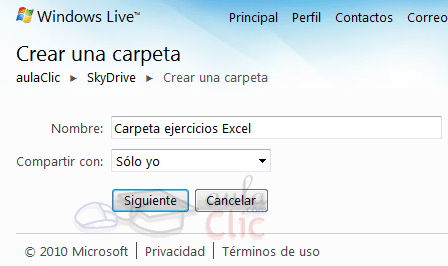 Windows Live™ Principal Perfil Contactos Correo
Crear una carpeta
aulaClic ► SkyDrive ► Crear una carpeta
Nombre: Carpeta ejercicios Excel
Compartir con: Sólo yo
Siguiente Cancelar
aula
.com
Clic
© 2010 Microsoft Privacidad Términos de uso